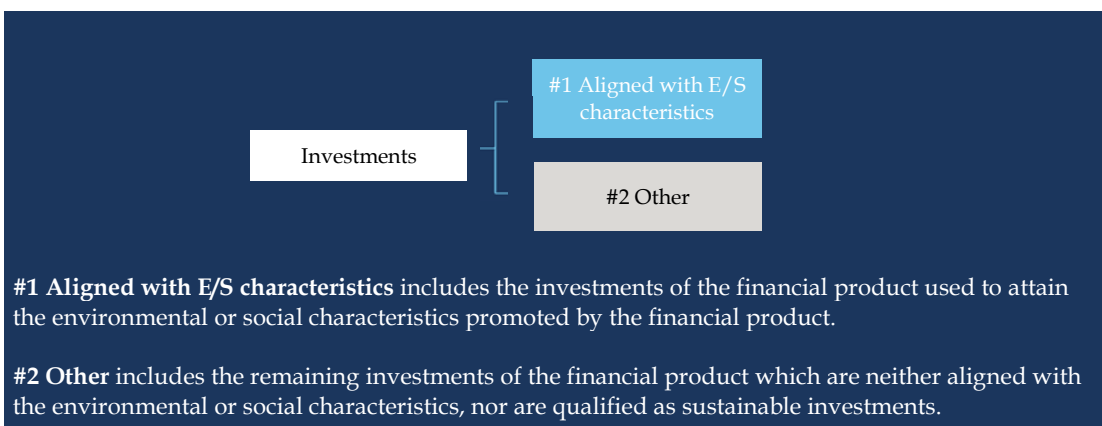 #1 Aligned with E/S
characteristics
Investments
#2 Other
#1 Aligned with E/S characteristics includes the investments of the financial product used to attain
the environmental or social characteristics promoted by the financial product.
#2 Other includes the remaining investments of the financial product which are neither aligned with
the environmental or social characteristics, nor are qualified as sustainable investments.